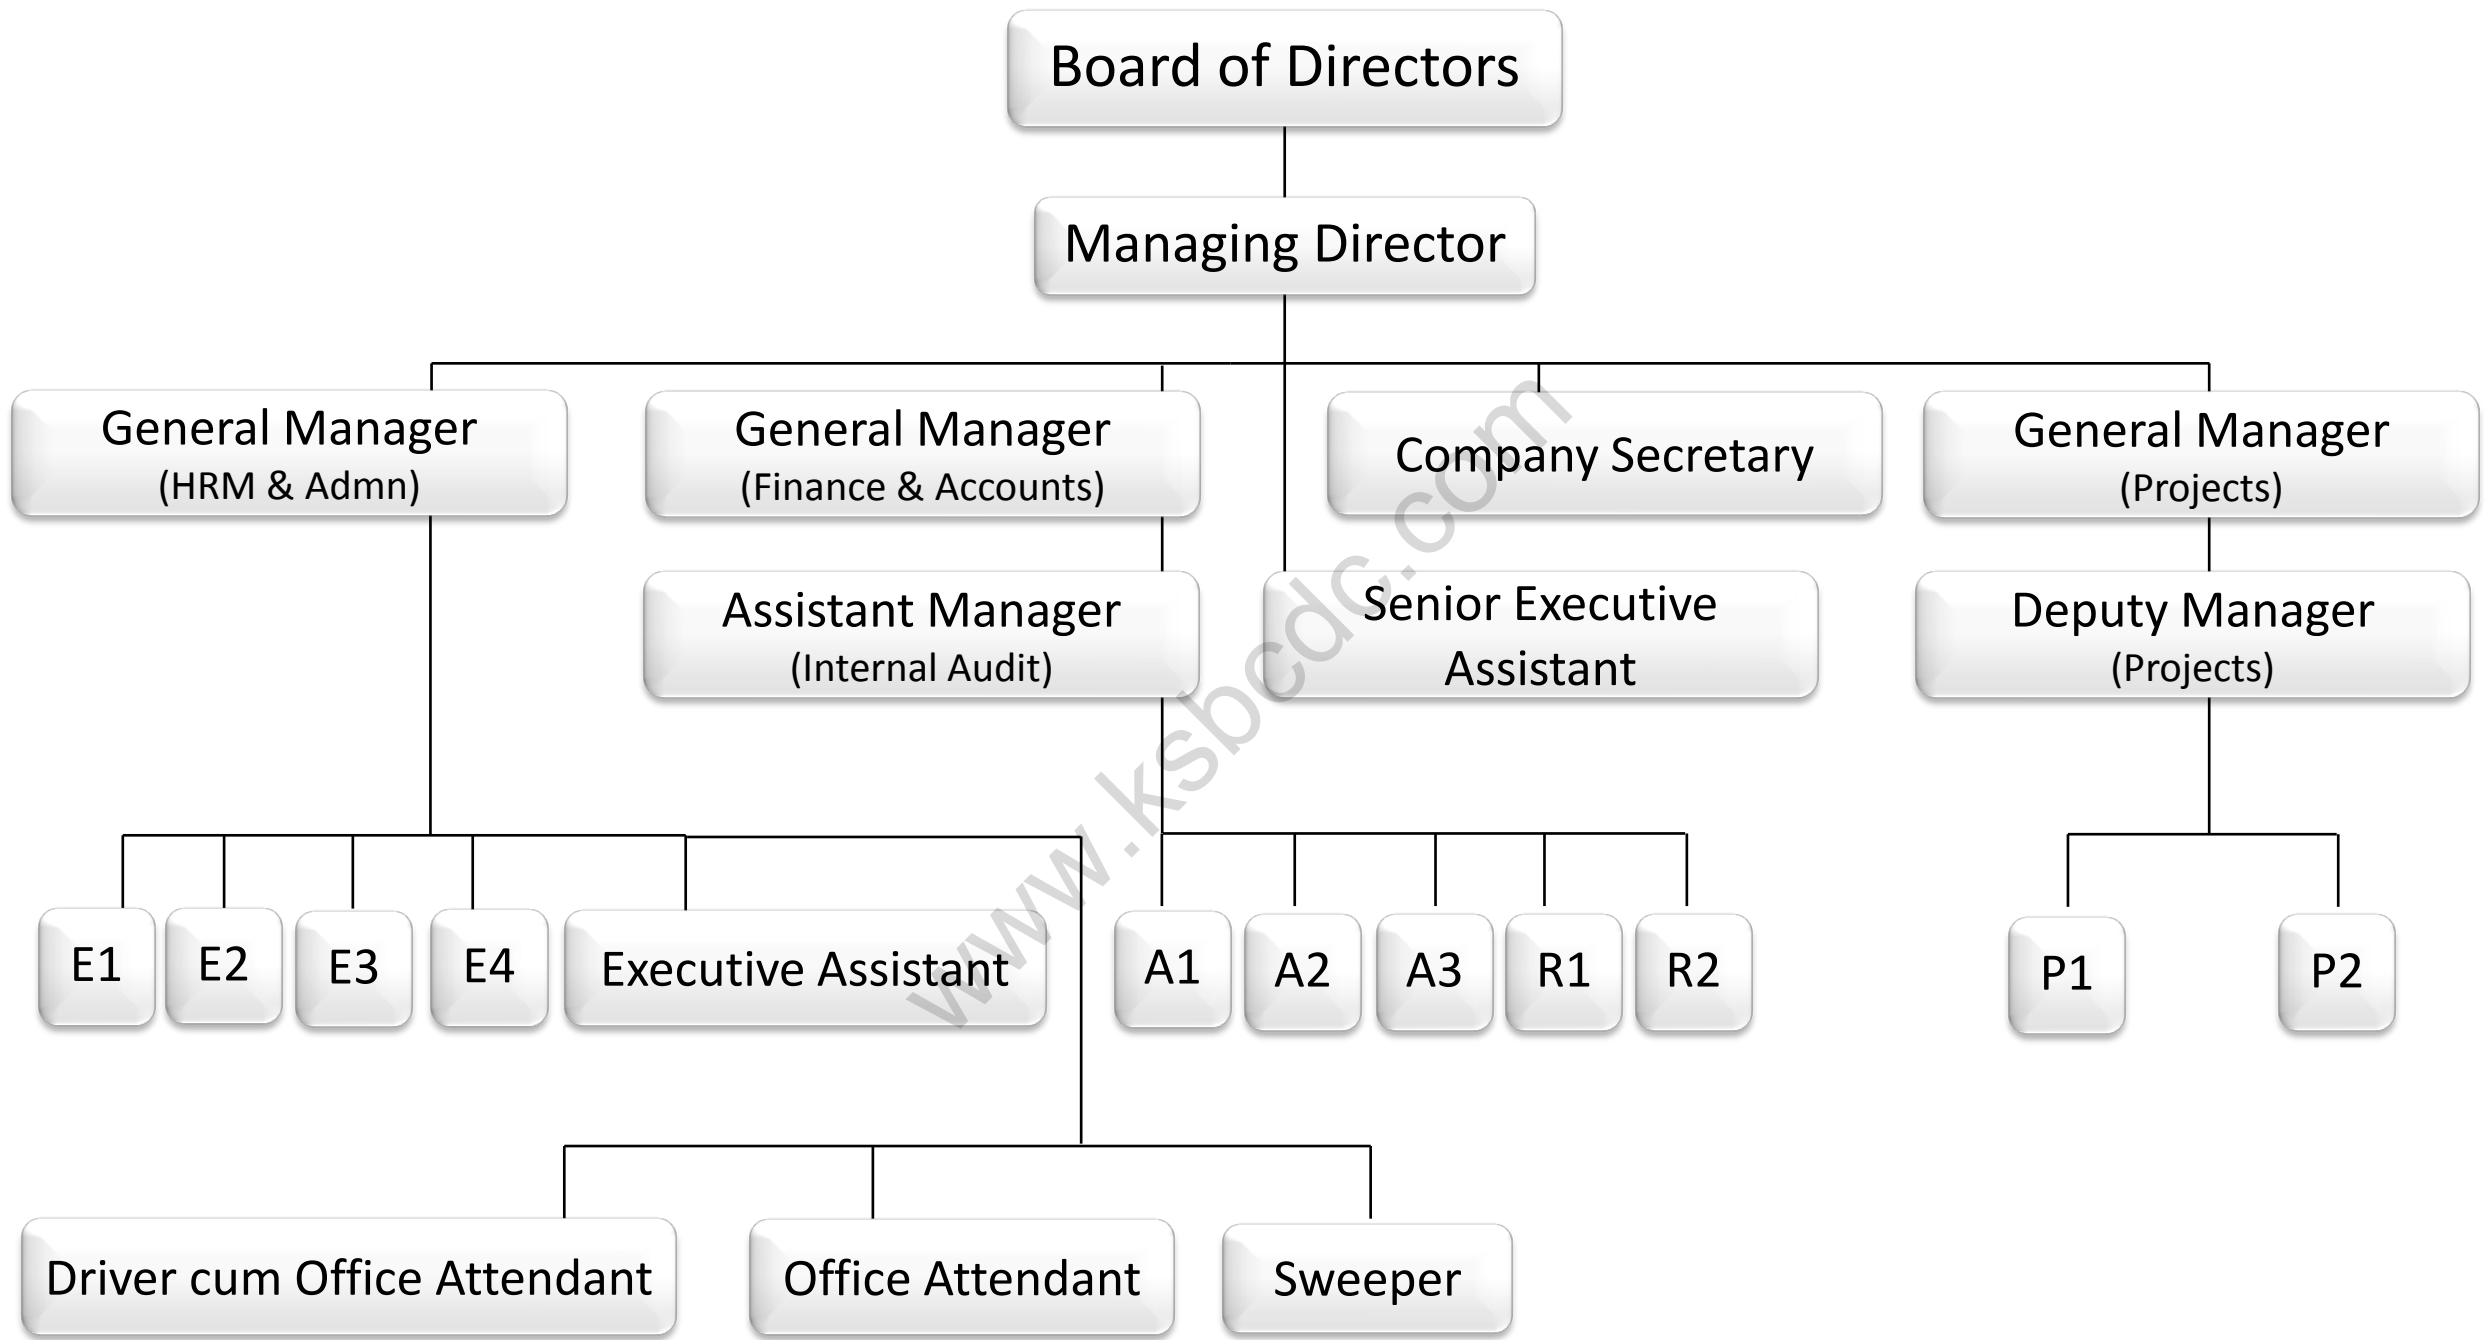 Board of Directors
Managing Director
General Manager
(HRM & Admn)
General Manager
(Finance & Accounts)
Company Secretary
General Manager
(Projects)
Assistant Manager
(Internal Audit)
Senior Executive
Assistant
Deputy Manager
(Projects)
E1
E2
E3
E4
Executive Assistant
A1
A2
A3
R1
R2
P1
P2
Driver cum Office Attendant
Office Attendant
Sweeper
www.ksbcdc.com